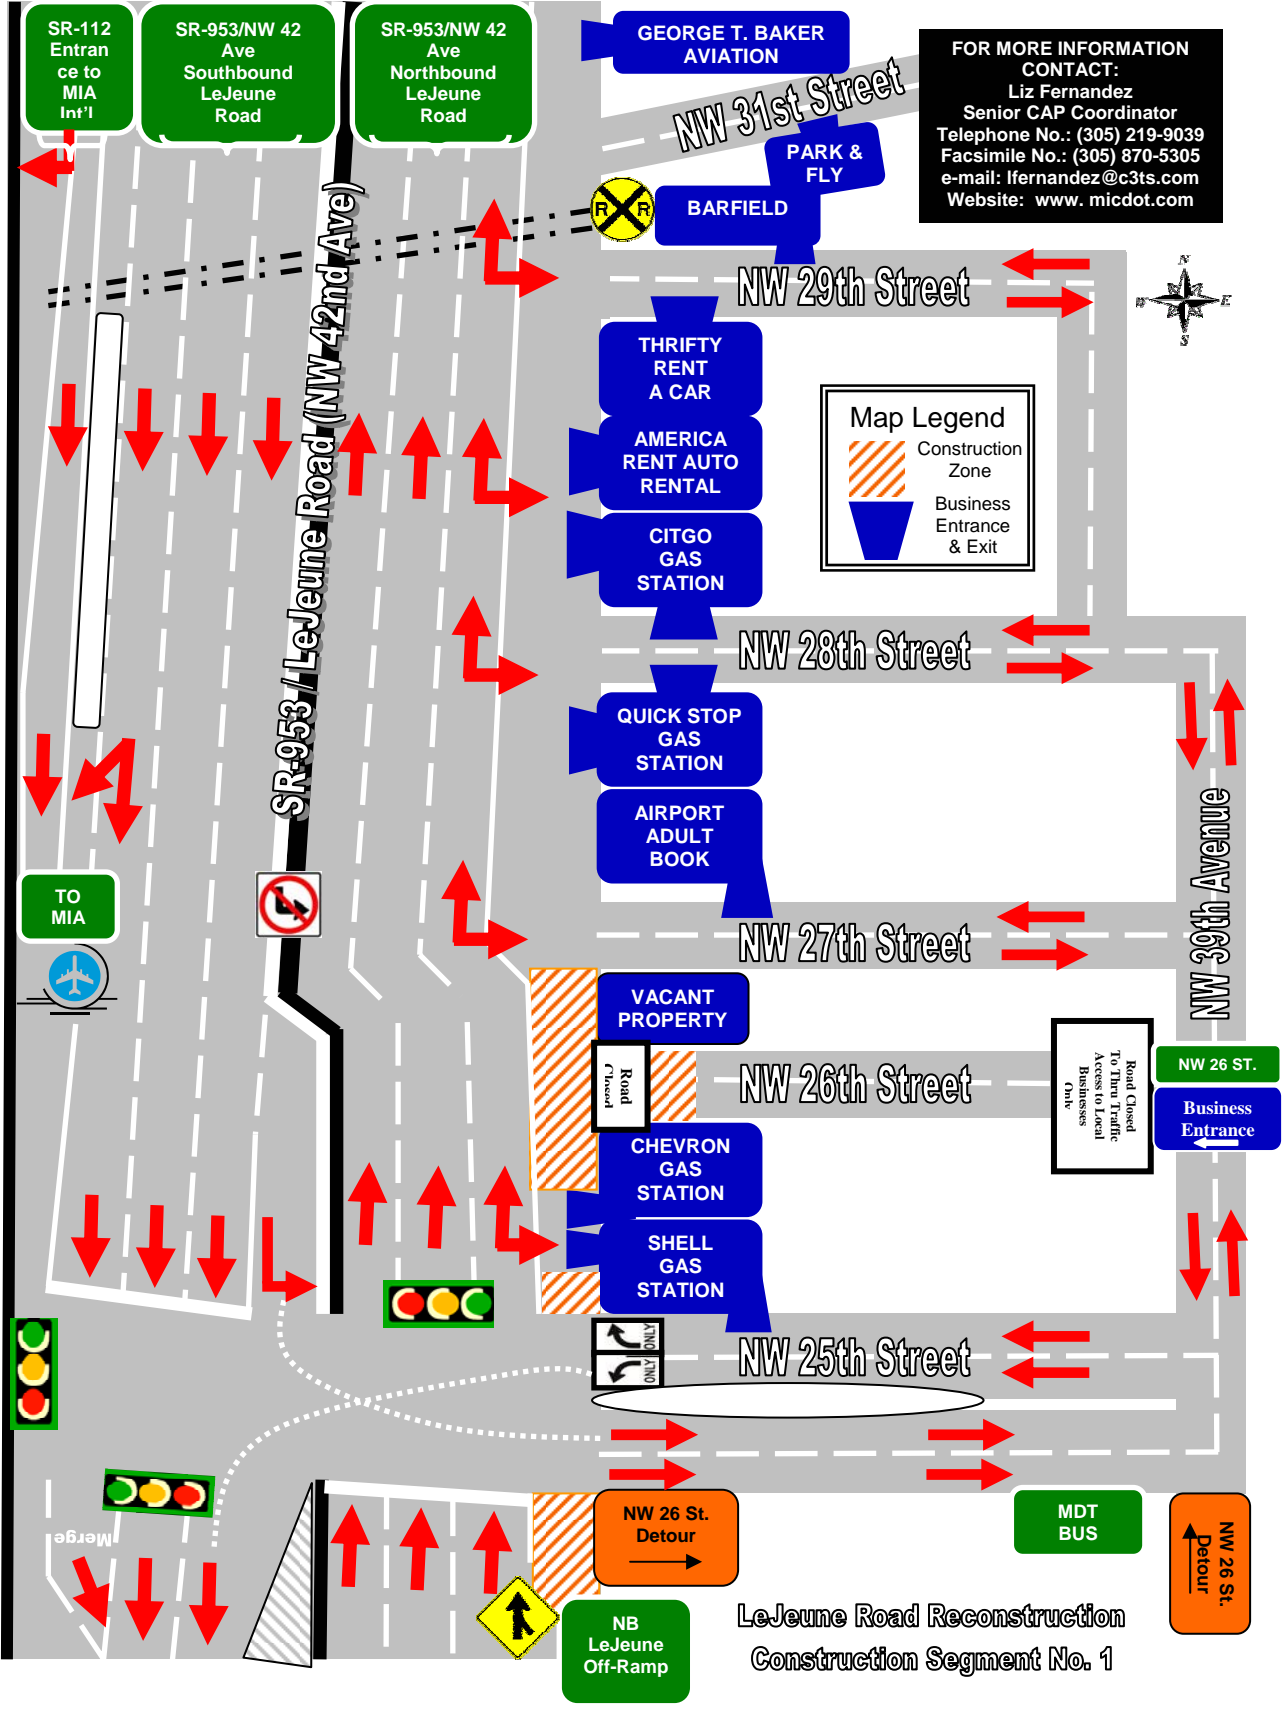 SR-112
Entran
ce to
MIA
Int'l
SR-953/NW 42
Ave
Southbound
LeJeune
Road
SR-953/NW 42
Ave
Northbound
LeJeune
Road
GEORGE T. BAKER
AVIATION
NW 31st Street
FOR MORE INFORMATION
CONTACT:
Liz Fernandez
Senior CAP Coordinator
Telephone No.: (305) 219-9039
Facsimile No.: (305) 870-5305
e-mail: lfernandez@c3ts.com
Website: www. micdot.com
PARK &
FLY
R R
BARFIELD
NW 29th Street
N
W E
S
SR-953 / LeJeune Road (NW 42nd Ave)
THRIFTY
RENT
A CAR
AMERICA
RENT AUTO
RENTAL
CITGO
GAS
STATION
Map Legend
Construction
Zone
Business
Entrance
& Exit
NW 28th Street
QUICK STOP
GAS
STATION
AIRPORT
ADULT
BOOK
NW 39th Avenue
TO
MIA
NW 27th Street
VACANT
PROPERTY
Road
Closed
NW 26th Street
Road Closed
To Thru Traffic
Access to Local
Businesses
Only
NW 26 ST.
Business
Entrance
CHEVRON
GAS
STATION
SHELL
GAS
STATION
ONLY
ONLY
NW 25th Street
Merge
NW 26 St.
Detour
MDT
BUS
NW 26 St.
Detour
NB
LeJeune
Off-Ramp
LeJeune Road Reconstruction
Construction Segment No. 1